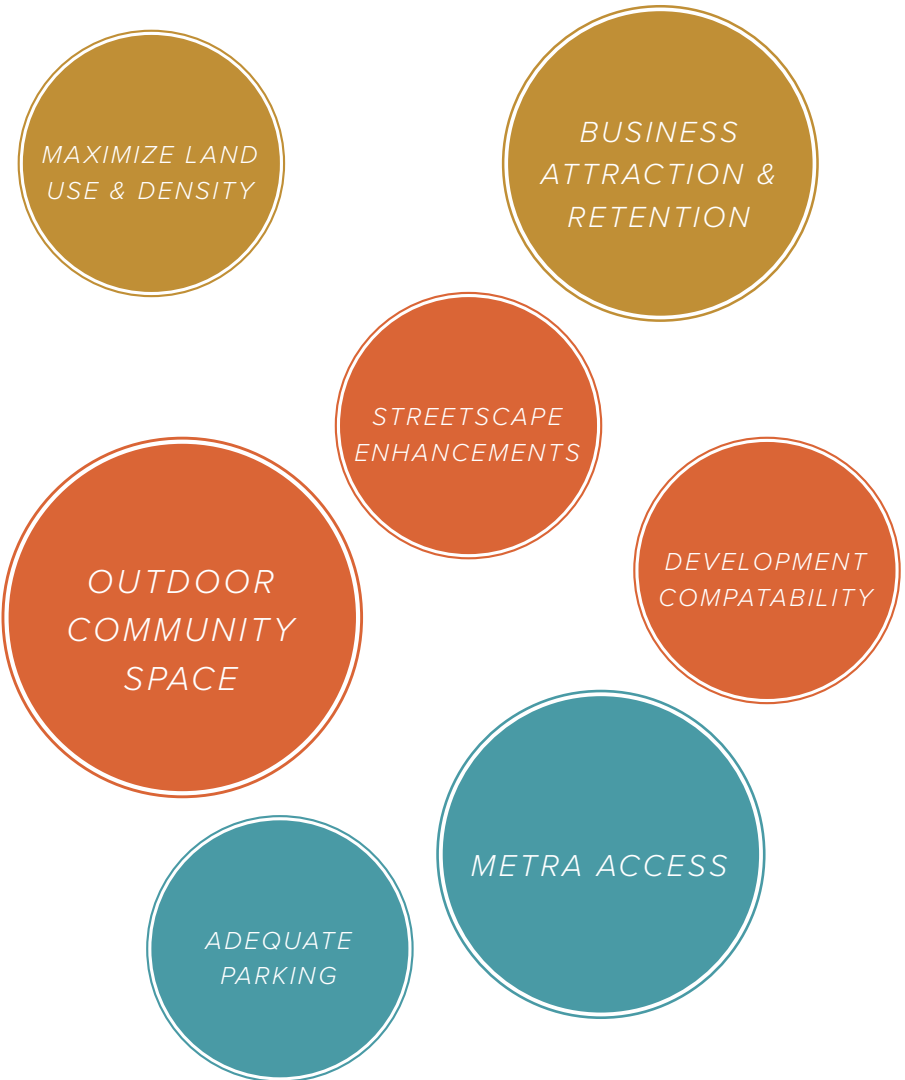 MAXIMIZE LAND
USE & DENSITY
BUSINESS
ATTRACTION &
RETENTION
STREETSCAPE
ENHANCEMENTS
OUTDOOR
COMMUNITY
SPACE
DEVELOPMENT
COMPATABILITY
METRA ACCESS
ADEQUATE
PARKING